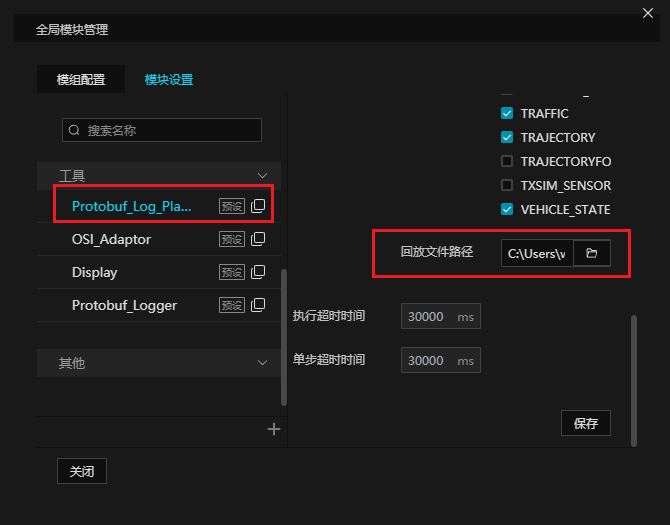 全局模块管理
模组配置
模块设置
搜索名称
工具
Protobuf_Log_Pla... 预设
OSI_Adaptor 预设
Display 预设
Protobuf_Logger 预设
其他
关闭
TRAFFIC
TRAJECTORY
TRAJECTORYFO
TXSIM_SENSOR
VEHICLE_STATE
回放文件路径 C:\Users\
执行超时时间 30000 ms
单步超时时间 30000 ms
保存